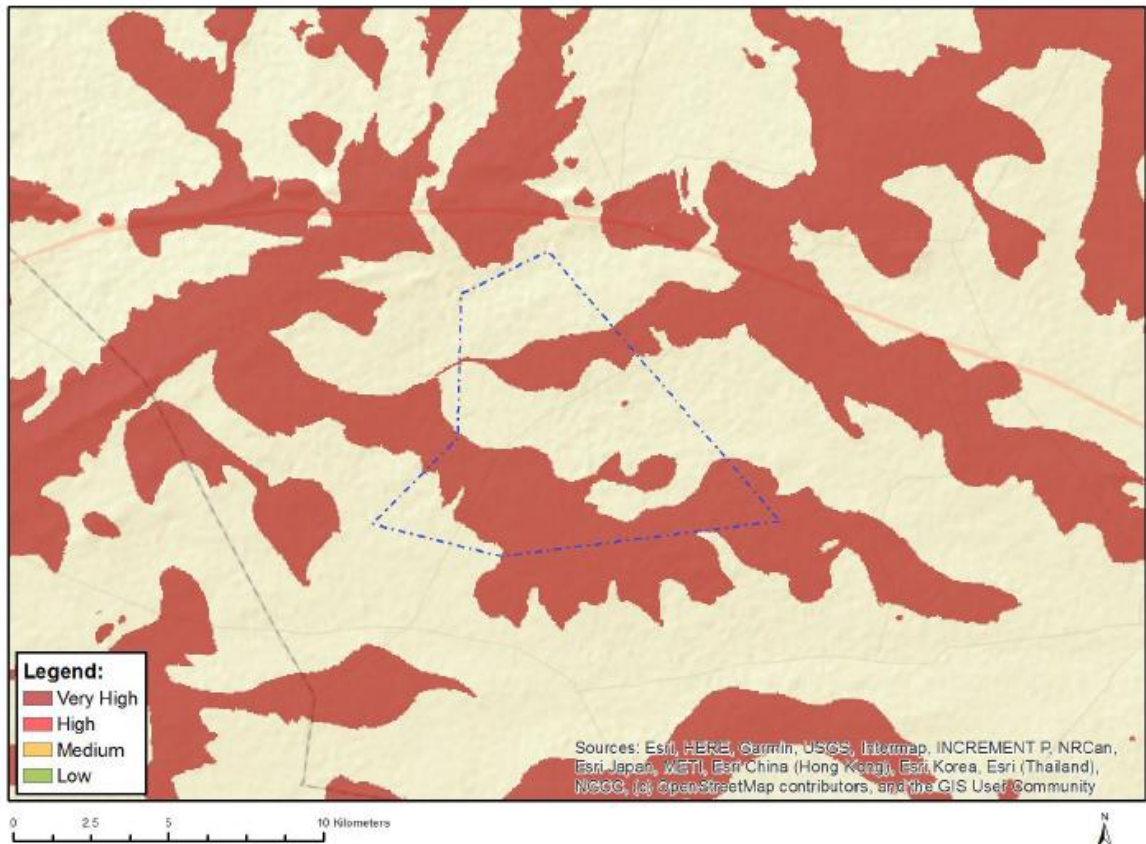 Legend:
Very High
High
Medium
Low
Sources: Esri, HERE, Garmin, USGS, Intermap, INCREMENT P, NRCan,
Esri Japan, METI, Esri China (Hong Kong), Esri Korea, Esri (Thailand),
NGCC, (c) OpenStreetMap contributors, and the GIS User Community
0 2.5 5 10 Kilometers
N